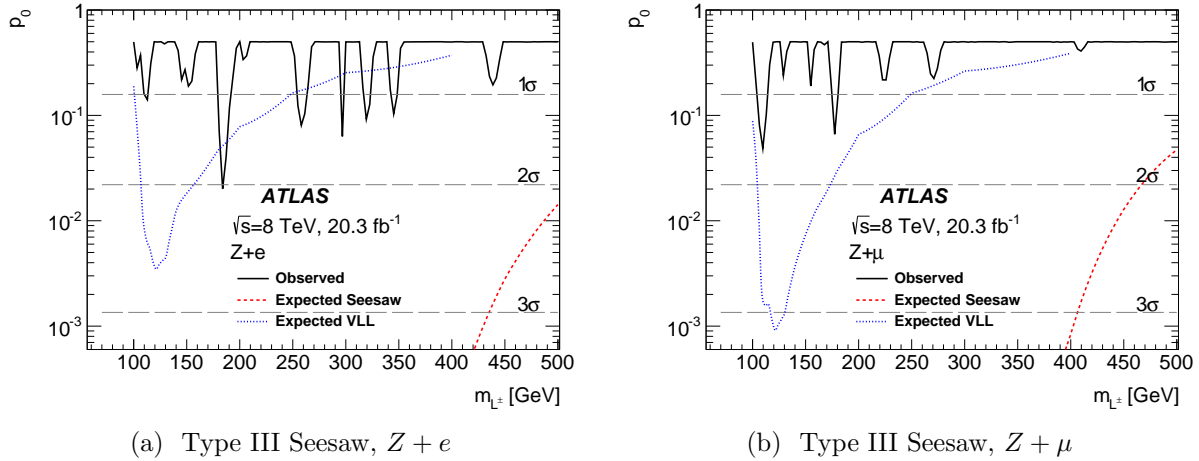 p₀
1
10⁻¹
10⁻²
10⁻³
1σ
2σ
3σ
ATLAS
√s=8 TeV, 20.3 fb⁻¹
Z+e
Observed
Expected Seesaw
Expected VLL
100 150 200 250 300 350 400 450 500
m_L± [GeV]
(a) Type III Seesaw, Z + e
p₀
1
10⁻¹
10⁻²
10⁻³
1σ
2σ
3σ
ATLAS
√s=8 TeV, 20.3 fb⁻¹
Z+μ
Observed
Expected Seesaw
Expected VLL
100 150 200 250 300 350 400 450 500
m_L± [GeV]
(b) Type III Seesaw, Z + μ